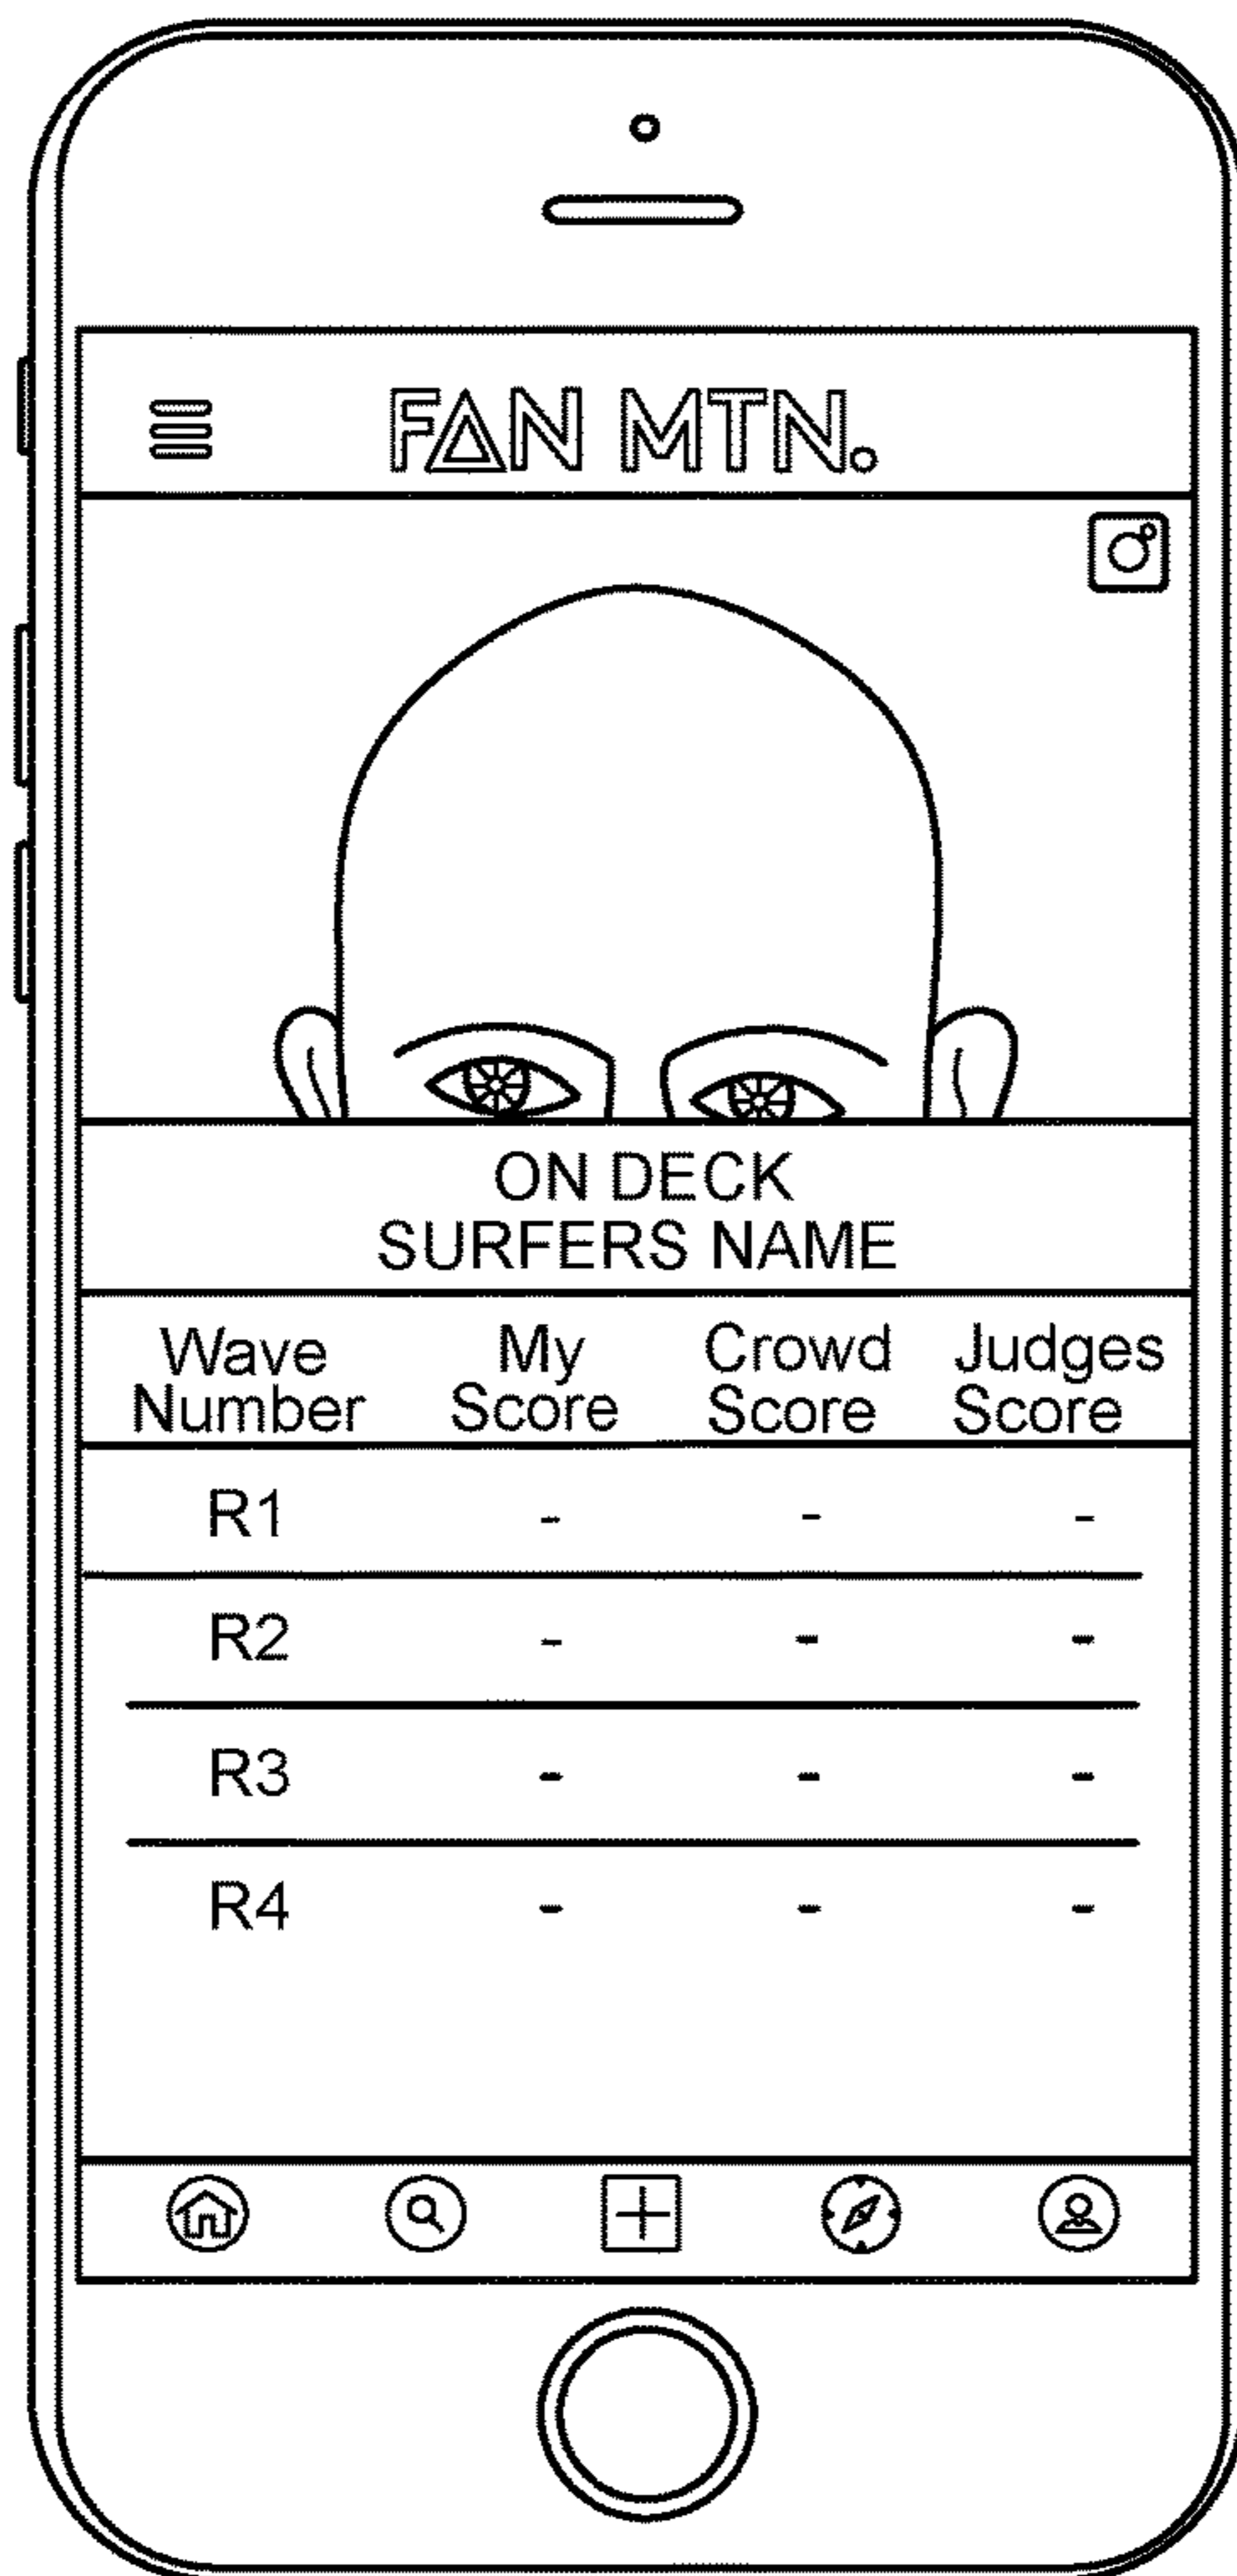 FAN MTN.
ON DECK
SURFERS NAME
Wave Number My Score Crowd Score Judges Score
R1 - - -
R2 - - -
R3 - - -
R4 - - -